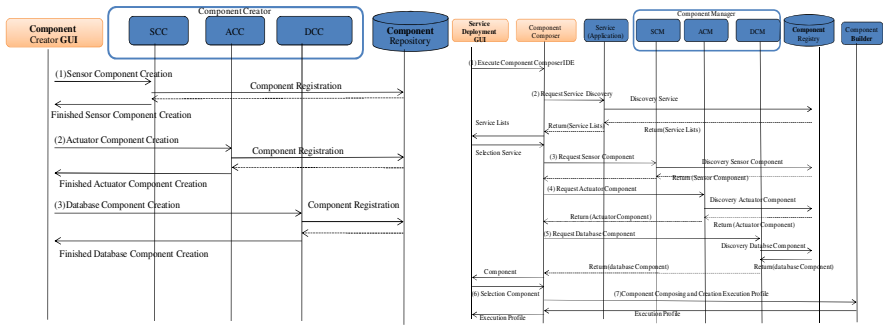 Component Creator
Component
Creator GUI
SCC
ACC
DCC
Component
Repository
(1)Sensor Component Creation
Component Registration
Finished Sensor Component Creation
(2)Actuator Component Creation
Component Registration
Finished Actuator Component Creation
(3)Database Component Creation
Component Registration
Finished Database Component Creation
Component Manager
Service
Deployment
GUI
Component
Composer
Service
(Application)
SCM
ACM
DCM
Component
Registry
Component
Builder
(1) Execute Component Composer IDE
(2) Request Service Discovery
Discovery Service
Service Lists
Return(Service Lists)
Return(Service Lists)
Selection Service
(3) Request Sensor Component
Discovery Sensor Component
Return (Sensor Component)
(4) Request Actuator Component
Discovery Actuator Component
Return (Actuator Component)
Return (Actuator Component)
(5) Request Database Component
Discovery Databse Component
Return(database component)
Return(database component)
Component
(6) Selection Component
(7)Component Composing and Creation Execution Profile
Execution Profile
Execution Profile